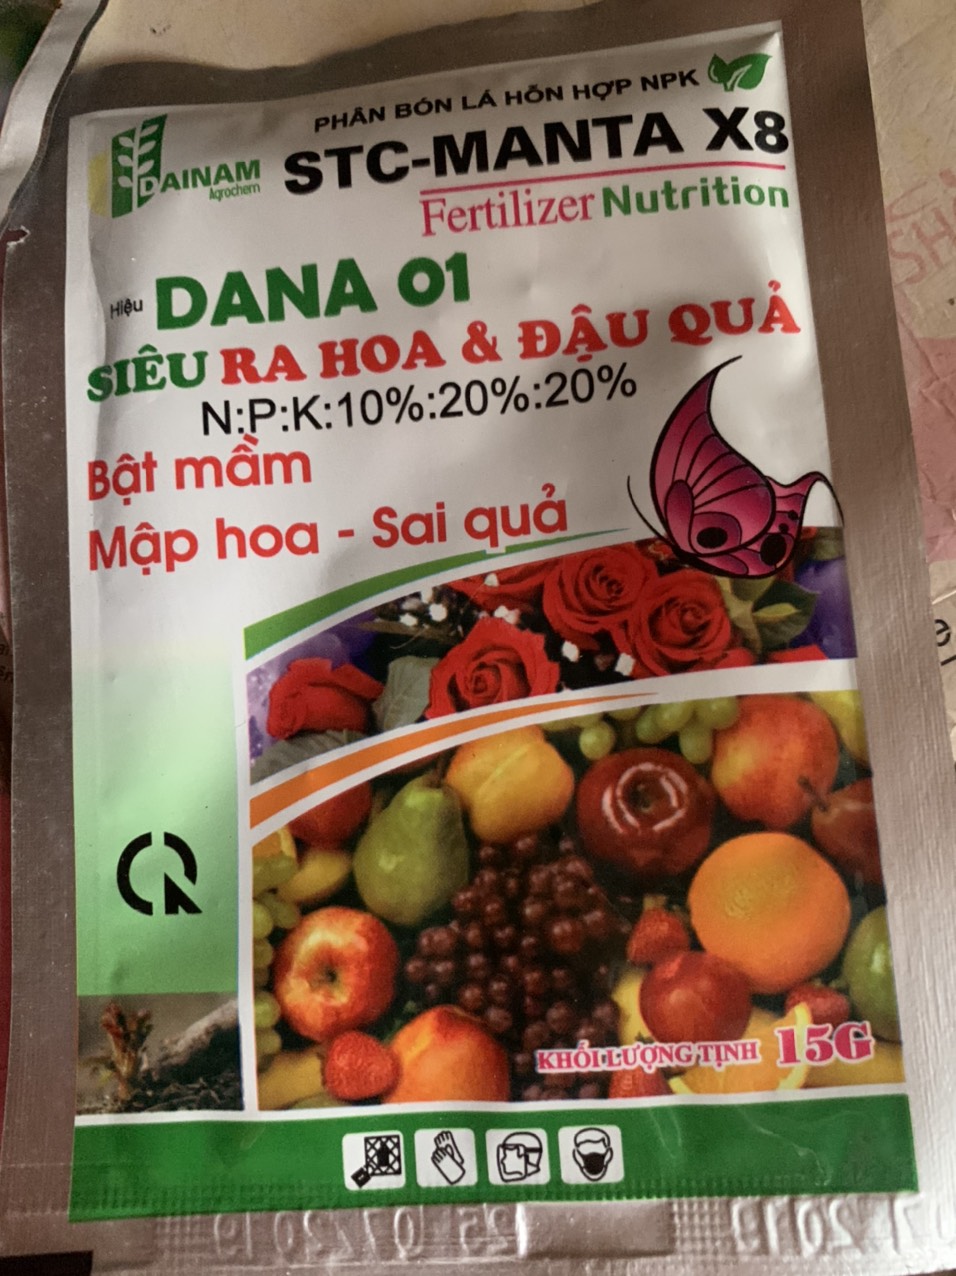 PHÂN BÓN LÁ HỖN HỢP NPK
DAINAM
Agrochem
STC-MANTA X8
Fertilizer Nutrition
Hiệu DANA 01
SIÊU RA HOA & ĐẬU QUẢ
N:P:K:10%:20%:20%
Bật mầm
Mập hoa - Sai quả
KHỐI LƯỢNG TỊNH 15G